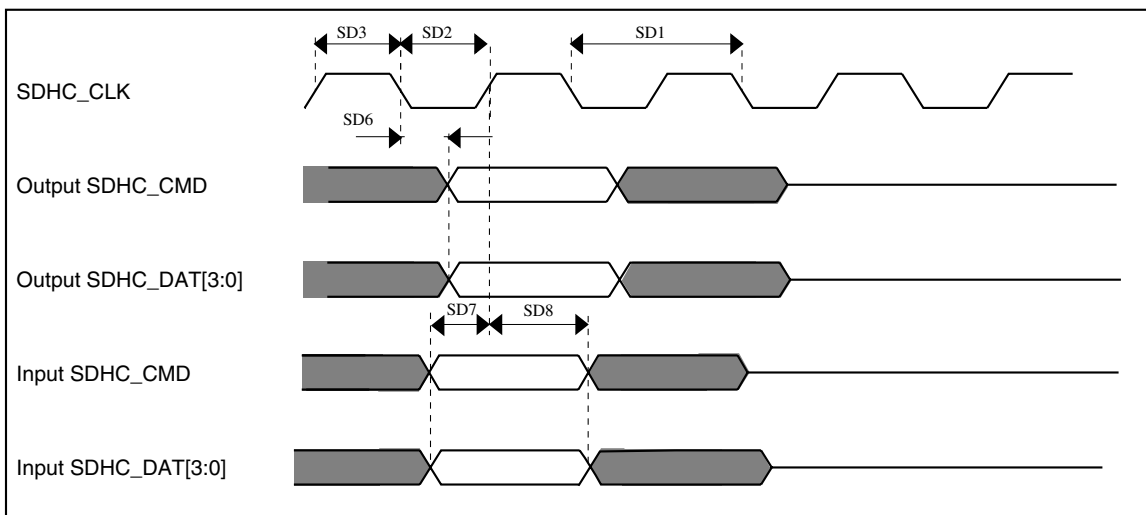 SD3
SD2
SD1
SDHC_CLK
SD6
Output SDHC_CMD
Output SDHC_DAT[3:0]
SD7
SD8
Input SDHC_CMD
Input SDHC_DAT[3:0]